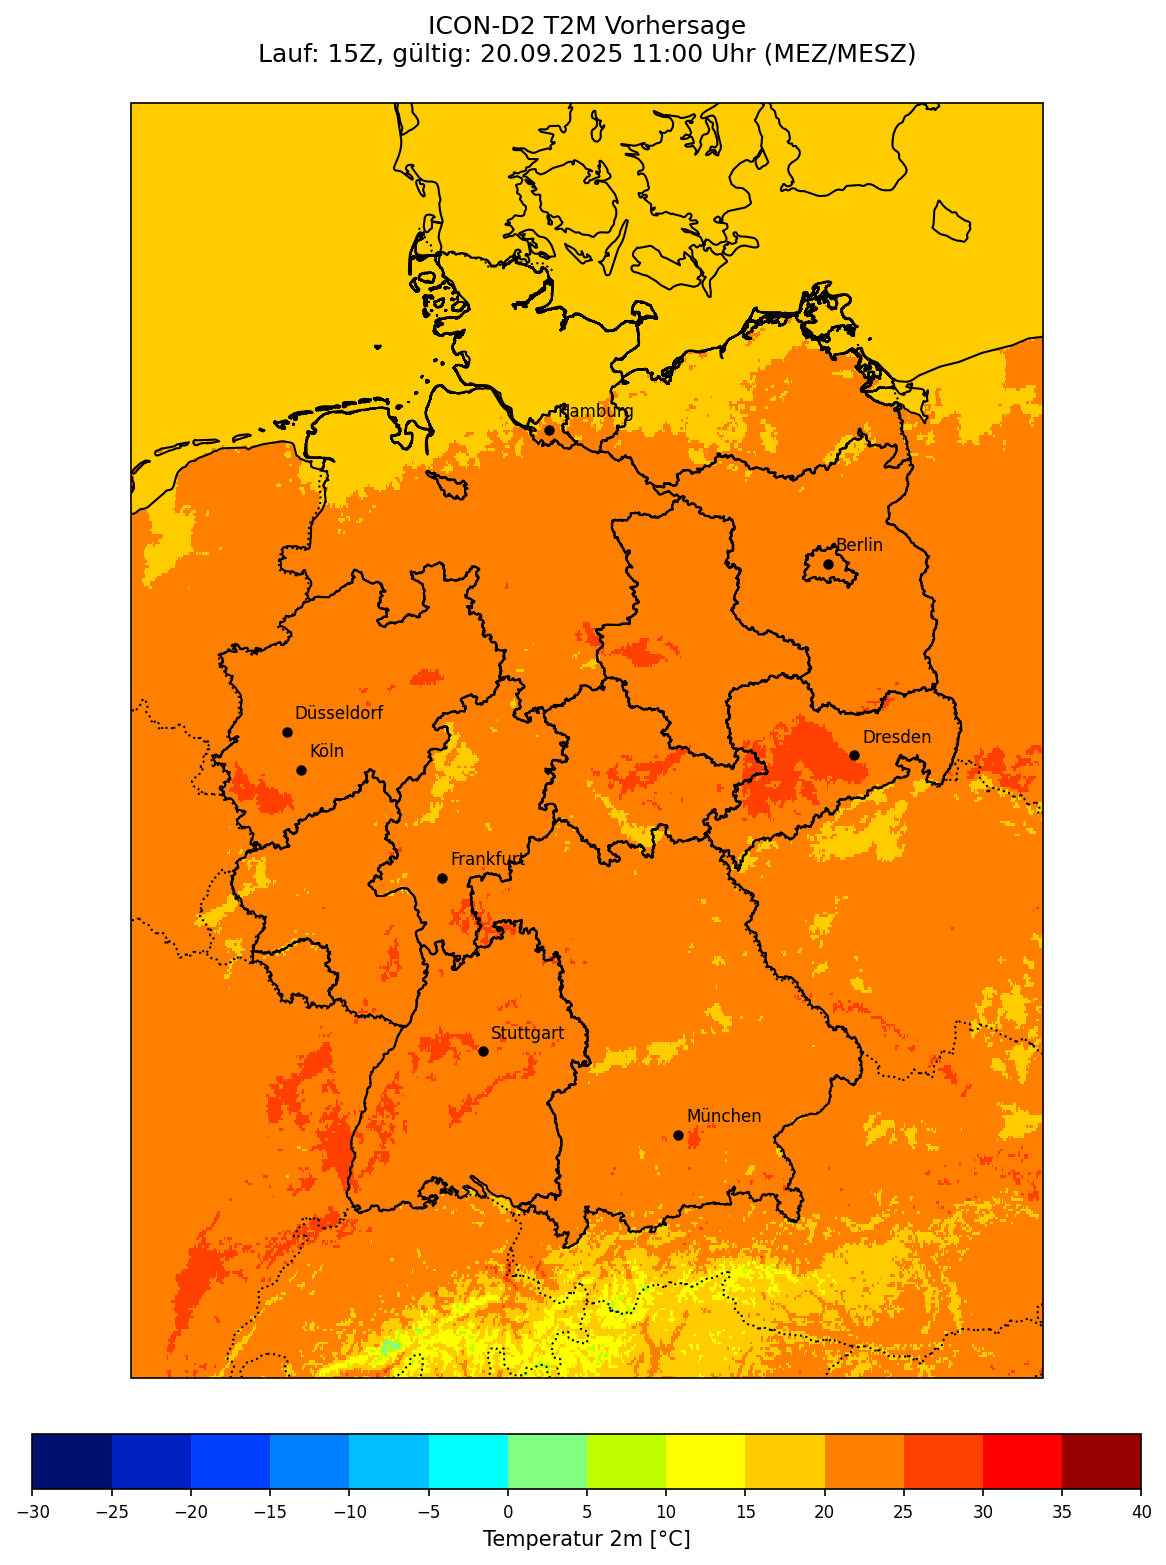 ICON-D2 T2M Vorhersage
Lauf: 15Z, gültig: 20.09.2025 11:00 Uhr (MEZ/MESZ)
Hamburg
Berlin
Düsseldorf
Dresden
Köln
Frankfurt
Stuttgart
München
−30 −25 −20 −15 −10 −5 0 5 10 15 20 25 30 35 40
Temperatur 2m [°C]